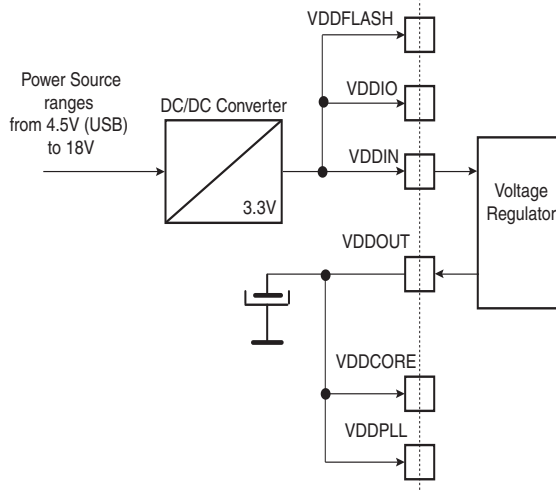 VDDFLASH
Power Source
ranges
from 4.5V (USB)
to 18V
DC/DC Converter
VDDIO
VDDIN
3.3V
Voltage
Regulator
VDDOUT
VDDCORE
VDDPLL